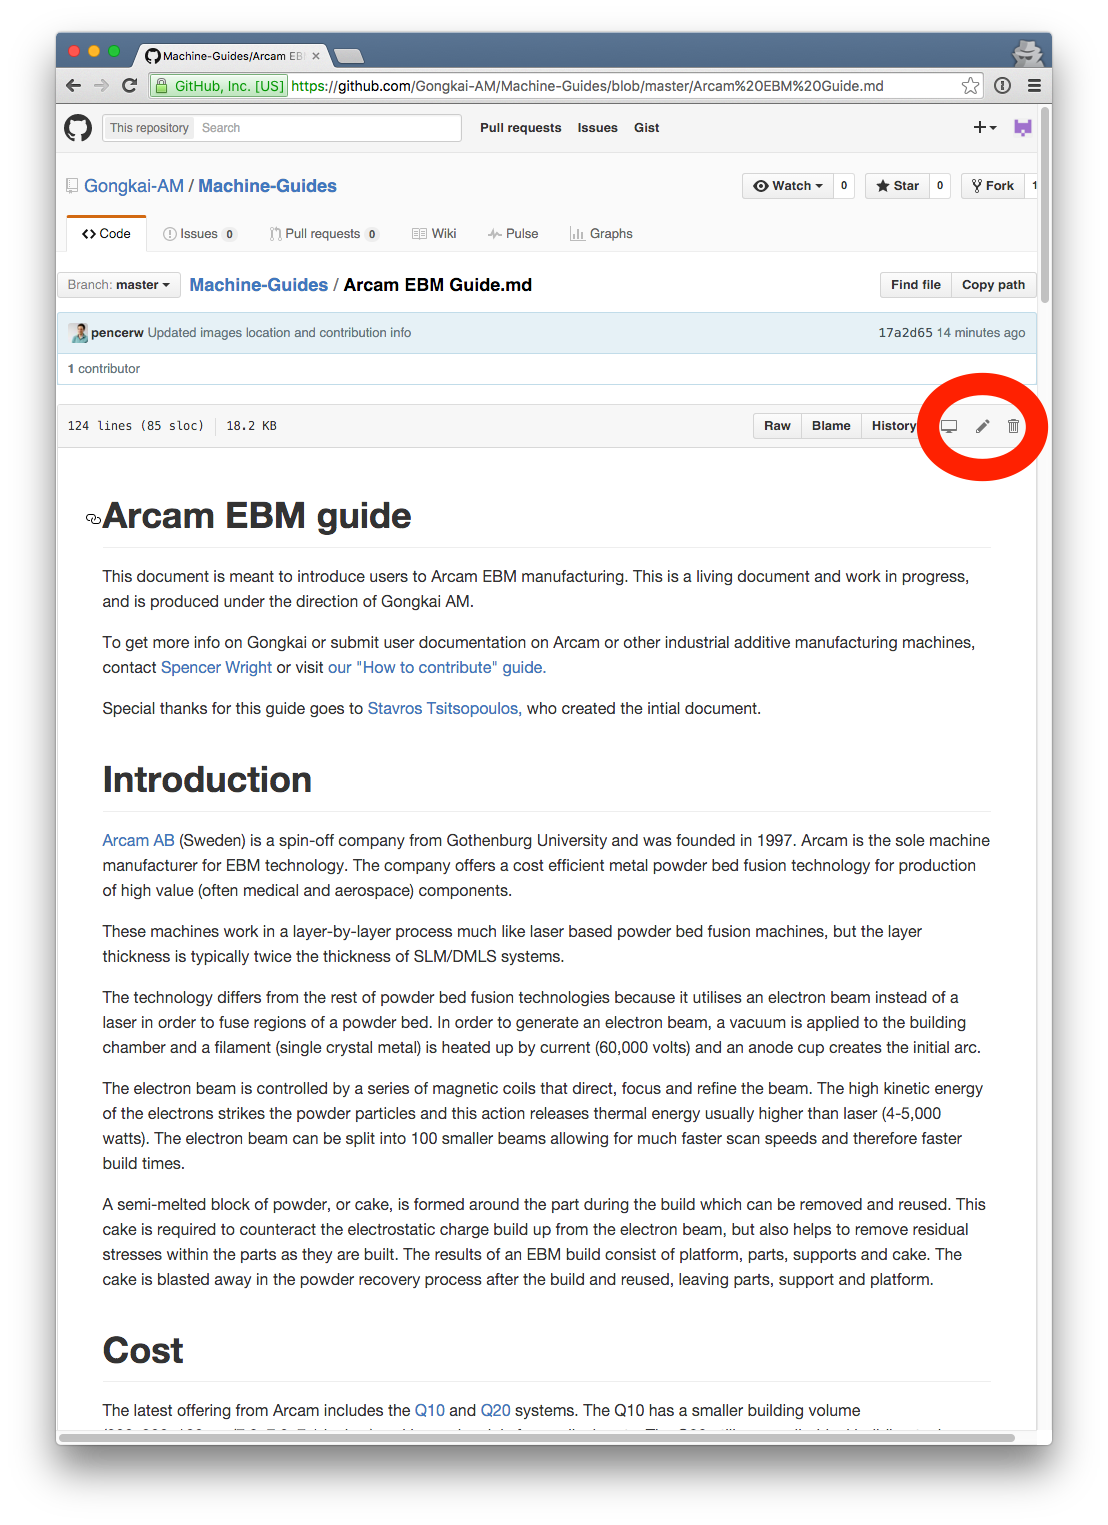 Machine-Guides/Arcam EB
GitHub, Inc. [US] https://github.com/Gongkai-AM/Machine-Guides/blob/master/Arcam%20EBM%20Guide.md
This repository Search Pull requests Issues Gist
Gongkai-AM / Machine-Guides Watch 0 Star 0 Fork 1
Code Issues 0 Pull requests 0 Wiki Pulse Graphs
Branch: master Machine-Guides / Arcam EBM Guide.md Find file Copy path
pencerw Updated images location and contribution info 17a2d65 14 minutes ago
1 contributor
124 lines (85 sloc) 18.2 KB Raw Blame History
Arcam EBM guide
This document is meant to introduce users to Arcam EBM manufacturing. This is a living document and work in progress,
and is produced under the direction of Gongkai AM.
To get more info on Gongkai or submit user documentation on Arcam or other industrial additive manufacturing machines,
contact Spencer Wright or visit our "How to contribute" guide.
Special thanks for this guide goes to Stavros Tsitsopoulos, who created the intial document.
Introduction
Arcam AB (Sweden) is a spin-off company from Gothenburg University and was founded in 1997. Arcam is the sole machine
manufacturer for EBM technology. The company offers a cost efficient metal powder bed fusion technology for production
of high value (often medical and aerospace) components.
These machines work in a layer-by-layer process much like laser based powder bed fusion machines, but the layer
thickness is typically twice the thickness of SLM/DMLS systems.
The technology differs from the rest of powder bed fusion technologies because it utilises an electron beam instead of a
laser in order to fuse regions of a powder bed. In order to generate an electron beam, a vacuum is applied to the building
chamber and a filament (single crystal metal) is heated up by current (60,000 volts) and an anode cup creates the initial arc.
The electron beam is controlled by a series of magnetic coils that direct, focus and refine the beam. The high kinetic energy
of the electrons strikes the powder particles and this action releases thermal energy usually higher than laser (4-5,000
watts). The electron beam can be split into 100 smaller beams allowing for much faster scan speeds and therefore faster
build times.
A semi-melted block of powder, or cake, is formed around the part during the build which can be removed and reused. This
cake is required to counteract the electrostatic charge build up from the electron beam, but also helps to remove residual
stresses within the parts as they are built. The results of an EBM build consist of platform, parts, supports and cake. The
cake is blasted away in the powder recovery process after the build and reused, leaving parts, support and platform.
Cost
The latest offering from Arcam includes the Q10 and Q20 systems. The Q10 has a smaller building volume